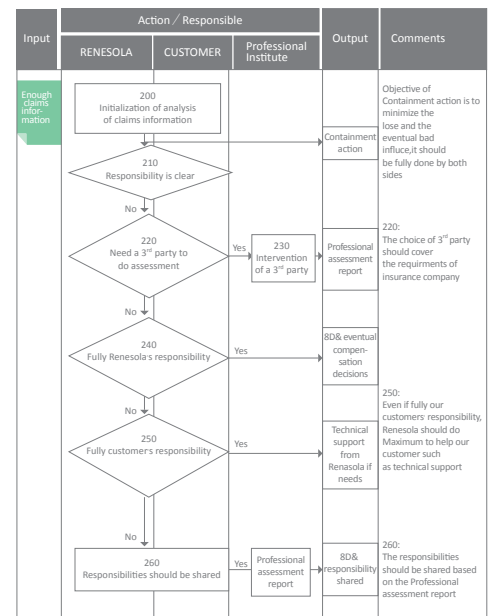 Action / Responsible
Input
Output
Comments
RENESOLA
CUSTOMER
Professional
Institute
Enough
claims
infor-
mation
200
Initialization of analysis
of claims information
Containment
action
Objective of
Containment action is to
minimize the
lose and the
eventual bad
influce,it should
be fully done by both
sides
210
Responsibility is clear
No
220
Need a 3rd party to
do assessment
Yes
230
Intervention
of a 3rd party
Professional
assessment
report
220:
The choice of 3rd party
should cover
the requirments of
insurance company
No
240
Fully Renesola's responsibility
Yes
8D& eventual
compen-
sation
decisions
No
250
Fully customer's responsibility
Yes
Technical
support
from
Renasola if
needs
250:
Even if fully our
customers' responsibility,
Renesola should do
Maximum to help our
customer such
as technical support
No
260
Responsibilities should be shared
Yes
Professional
assessment
report
8D&
responsibility
shared
260:
The responsibilities
should be shared based
on the Professional
assessment report